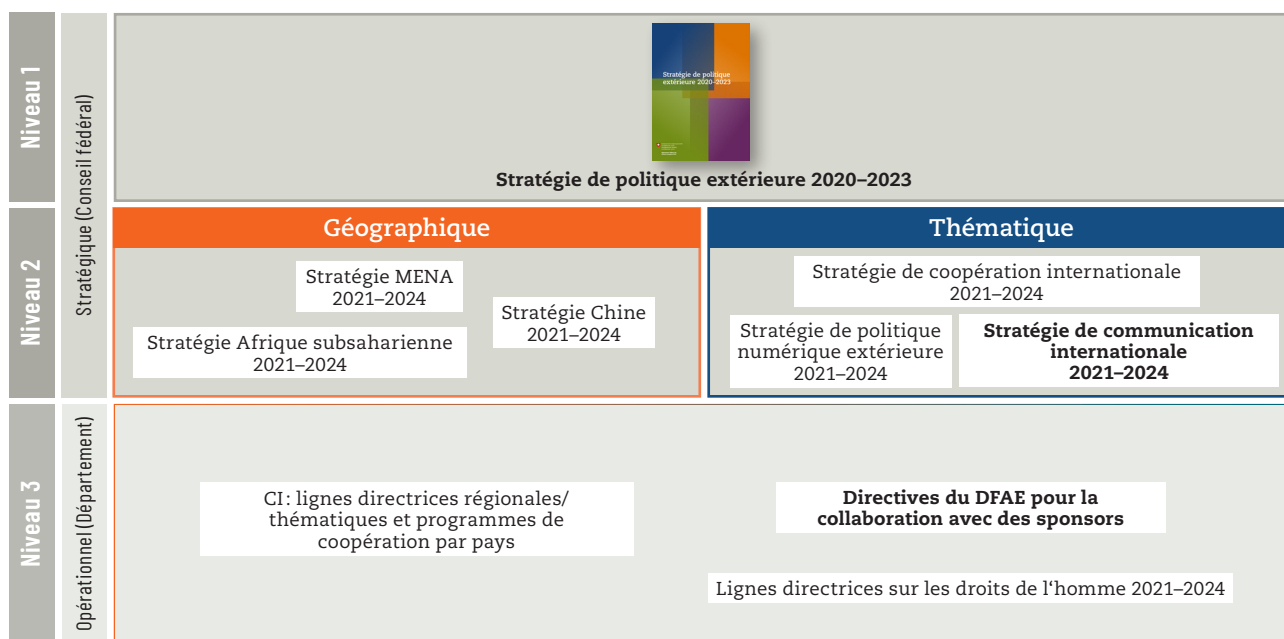 Niveau 1
Stratégique (Conseil fédéral)
Stratégie de politique
extérieure 2020–2023
Stratégie de politique extérieure 2020–2023
Niveau 2
Géographique
Stratégie MENA
2021–2024
Stratégie Chine
2021–2024
Stratégie Afrique subsaharienne
2021–2024
Thématique
Stratégie de coopération internationale
2021–2024
Stratégie de politique
numérique extérieure
2021–2024
Stratégie de communication
internationale
2021–2024
Niveau 3
Opérationnel (Département)
CI: lignes directrices régionales/
thématiques et programmes de
coopération par pays
Directives du DFAE pour la
collaboration avec des sponsors
Lignes directrices sur les droits de l‘homme 2021–2024